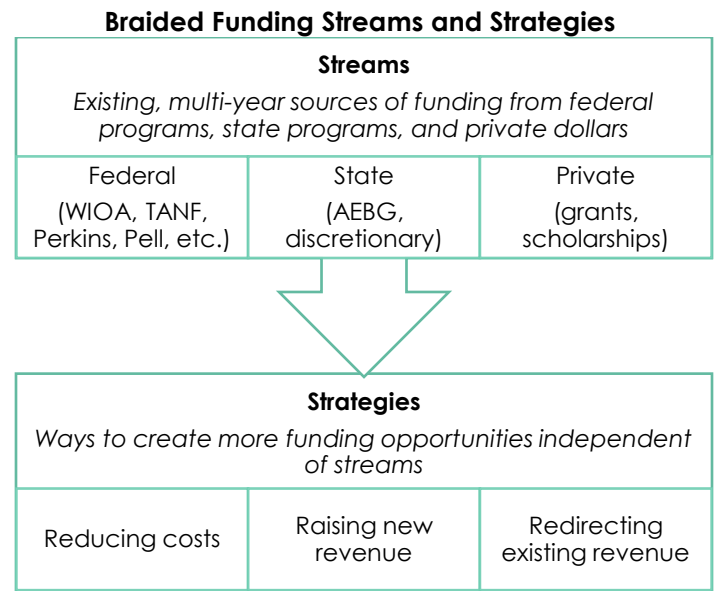 Braided Funding Streams and Strategies
Streams
Existing, multi-year sources of funding from federal
programs, state programs, and private dollars
Federal
(WIOA, TANF,
Perkins, Pell, etc.)
State
(AEBG,
discretionary)
Private
(grants,
scholarships)
Strategies
Ways to create more funding opportunities independent
of streams
Reducing costs
Raising new
revenue
Redirecting
existing revenue